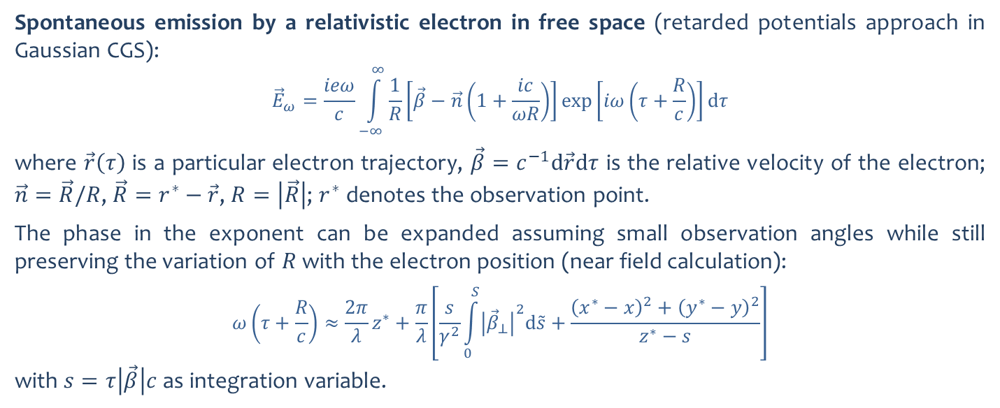 Spontaneous emission by a relativistic electron in free space (retarded potentials approach in
Gaussian CGS):
$\vec{E}_\omega = \frac{ie\omega}{c} \int\limits_{-\infty}^{\infty} \frac{1}{R} \left[ \vec{\beta} - \vec{n} \left( 1 + \frac{ic}{\omega R} \right) \right] \exp \left[ i\omega \left( \tau + \frac{R}{c} \right) \right] \mathrm{d}\tau$
where $\vec{r}(\tau)$ is a particular electron trajectory, $\vec{\beta} = c^{-1} \mathrm{d}\vec{r} \mathrm{d}\tau$ is the relative velocity of the electron;
$\vec{n} = \vec{R}/R$, $\vec{R} = r^* - \vec{r}$, $R = |\vec{R}|$; $r^*$ denotes the observation point.
The phase in the exponent can be expanded assuming small observation angles while still
preserving the variation of $R$ with the electron position (near field calculation):
$\omega \left( \tau + \frac{R}{c} \right) \approx \frac{2\pi}{\lambda} z^* + \frac{\pi}{\lambda} \left[ \frac{s}{\gamma^2} \int\limits_{0}^{S} |\vec{\beta}_\perp|^2 \mathrm{d}\tilde{s} + \frac{(x^* - x)^2 + (y^* - y)^2}{z^* - s} \right]$
with $s = \tau |\vec{\beta}| c$ as integration variable.